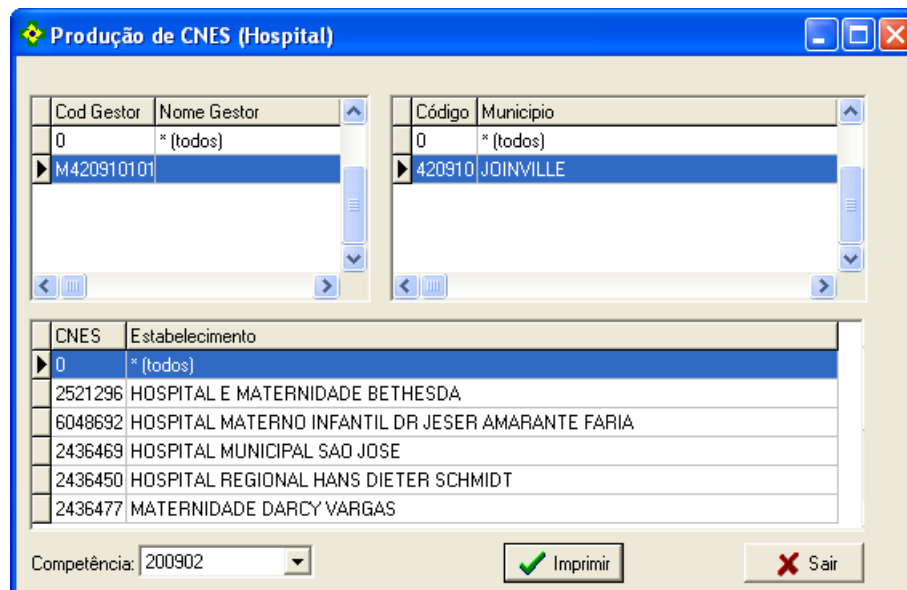 Produção de CNES (Hospital)
Cod Gestor Nome Gestor
0 * (todos)
M420910101
Código Municipio
0 * (todos)
420910 JOINVILLE
CNES Estabelecimento
0 * (todos)
2521296 HOSPITAL E MATERNIDADE BETHESDA
6048692 HOSPITAL MATERNO INFANTIL DR JESER AMARANTE FARIA
2436469 HOSPITAL MUNICIPAL SAO JOSE
2436450 HOSPITAL REGIONAL HANS DIETER SCHMIDT
2436477 MATERNIDADE DARCY VARGAS
Competência: 200902 Imprimir Sair